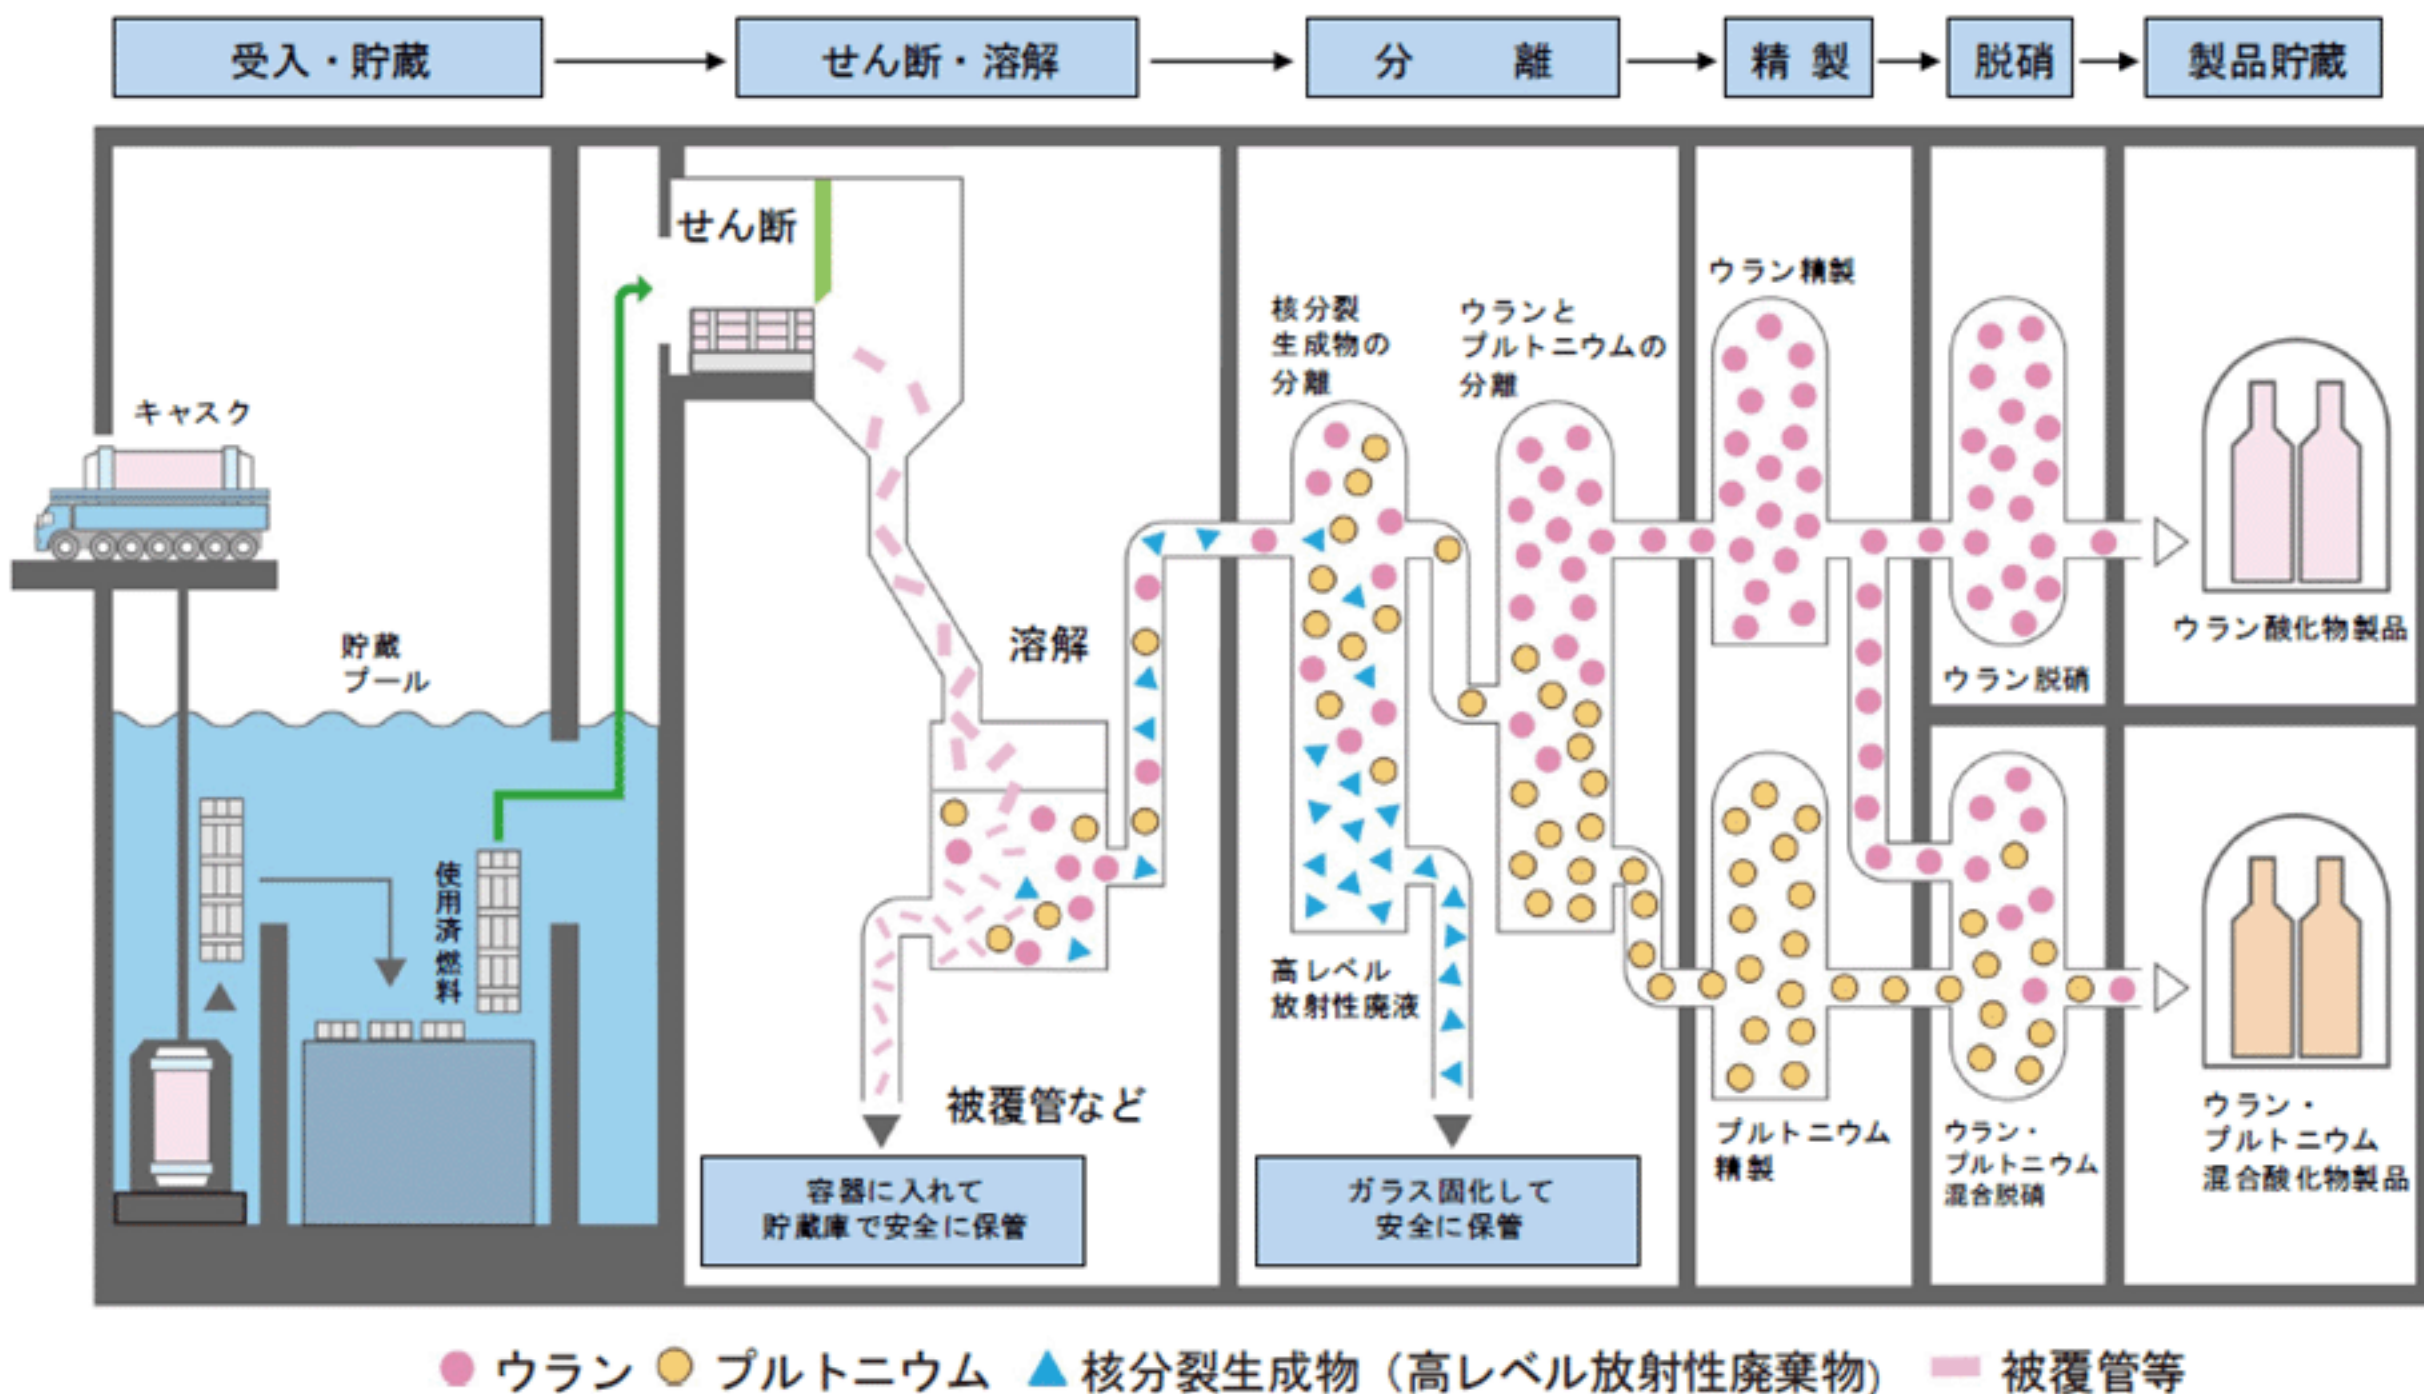 受入・貯蔵
せん断・溶解
分離
精製
脱硝
製品貯蔵
キャスク
貯蔵
プール
使用済燃料
せん断
溶解
被覆管など
容器に入れて
貯蔵庫で安全に保管
核分裂
生成物の
分離
ウランと
プルトニウムの
分離
高レベル
放射性廃液
ガラス固化して
安全に保管
ウラン精製
プルトニウム
精製
ウラン脱硝
ウラン・
プルトニウム
混合脱硝
ウラン酸化物製品
ウラン・
プルトニウム
混合酸化物製品
ウラン プルトニウム 核分裂生成物（高レベル放射性廃棄物) 被覆管等